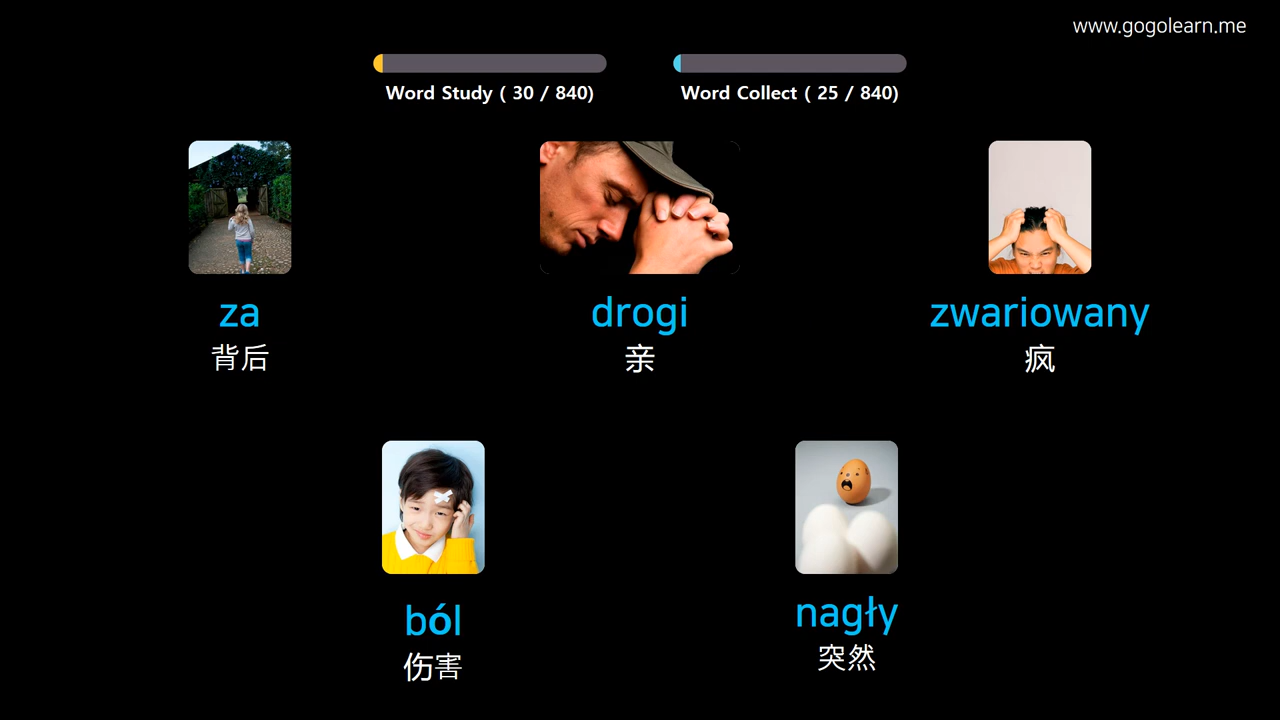 www.gogolearn.me
Word Study ( 30 / 840)
Word Collect ( 25 / 840)
za
背后
drogi
亲
zwariowany
疯
ból
伤害
nagły
突然